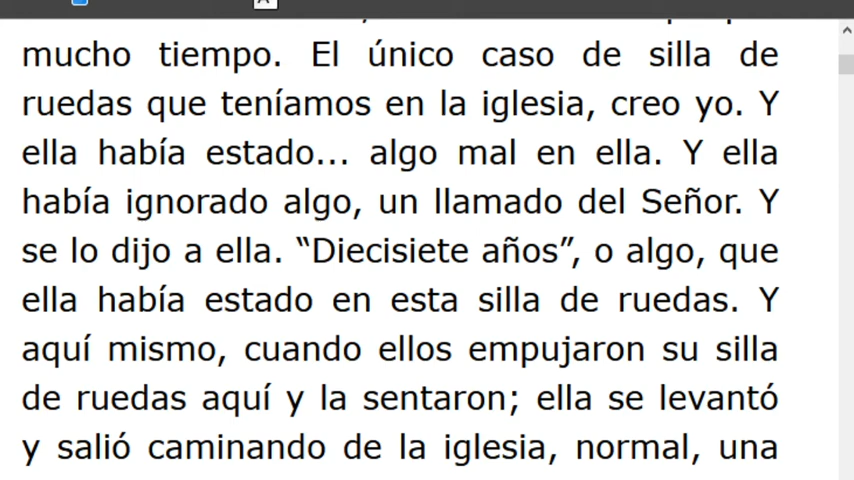 mucho tiempo. El único caso de silla de
ruedas que teníamos en la iglesia, creo yo. Y
ella había estado... algo mal en ella. Y ella
había ignorado algo, un llamado del Señor. Y
se lo dijo a ella. “Diecisiete años”, o algo, que
ella había estado en esta silla de ruedas. Y
aquí mismo, cuando ellos empujaron su silla
de ruedas aquí y la sentaron; ella se levantó
y salió caminando de la iglesia, normal, una